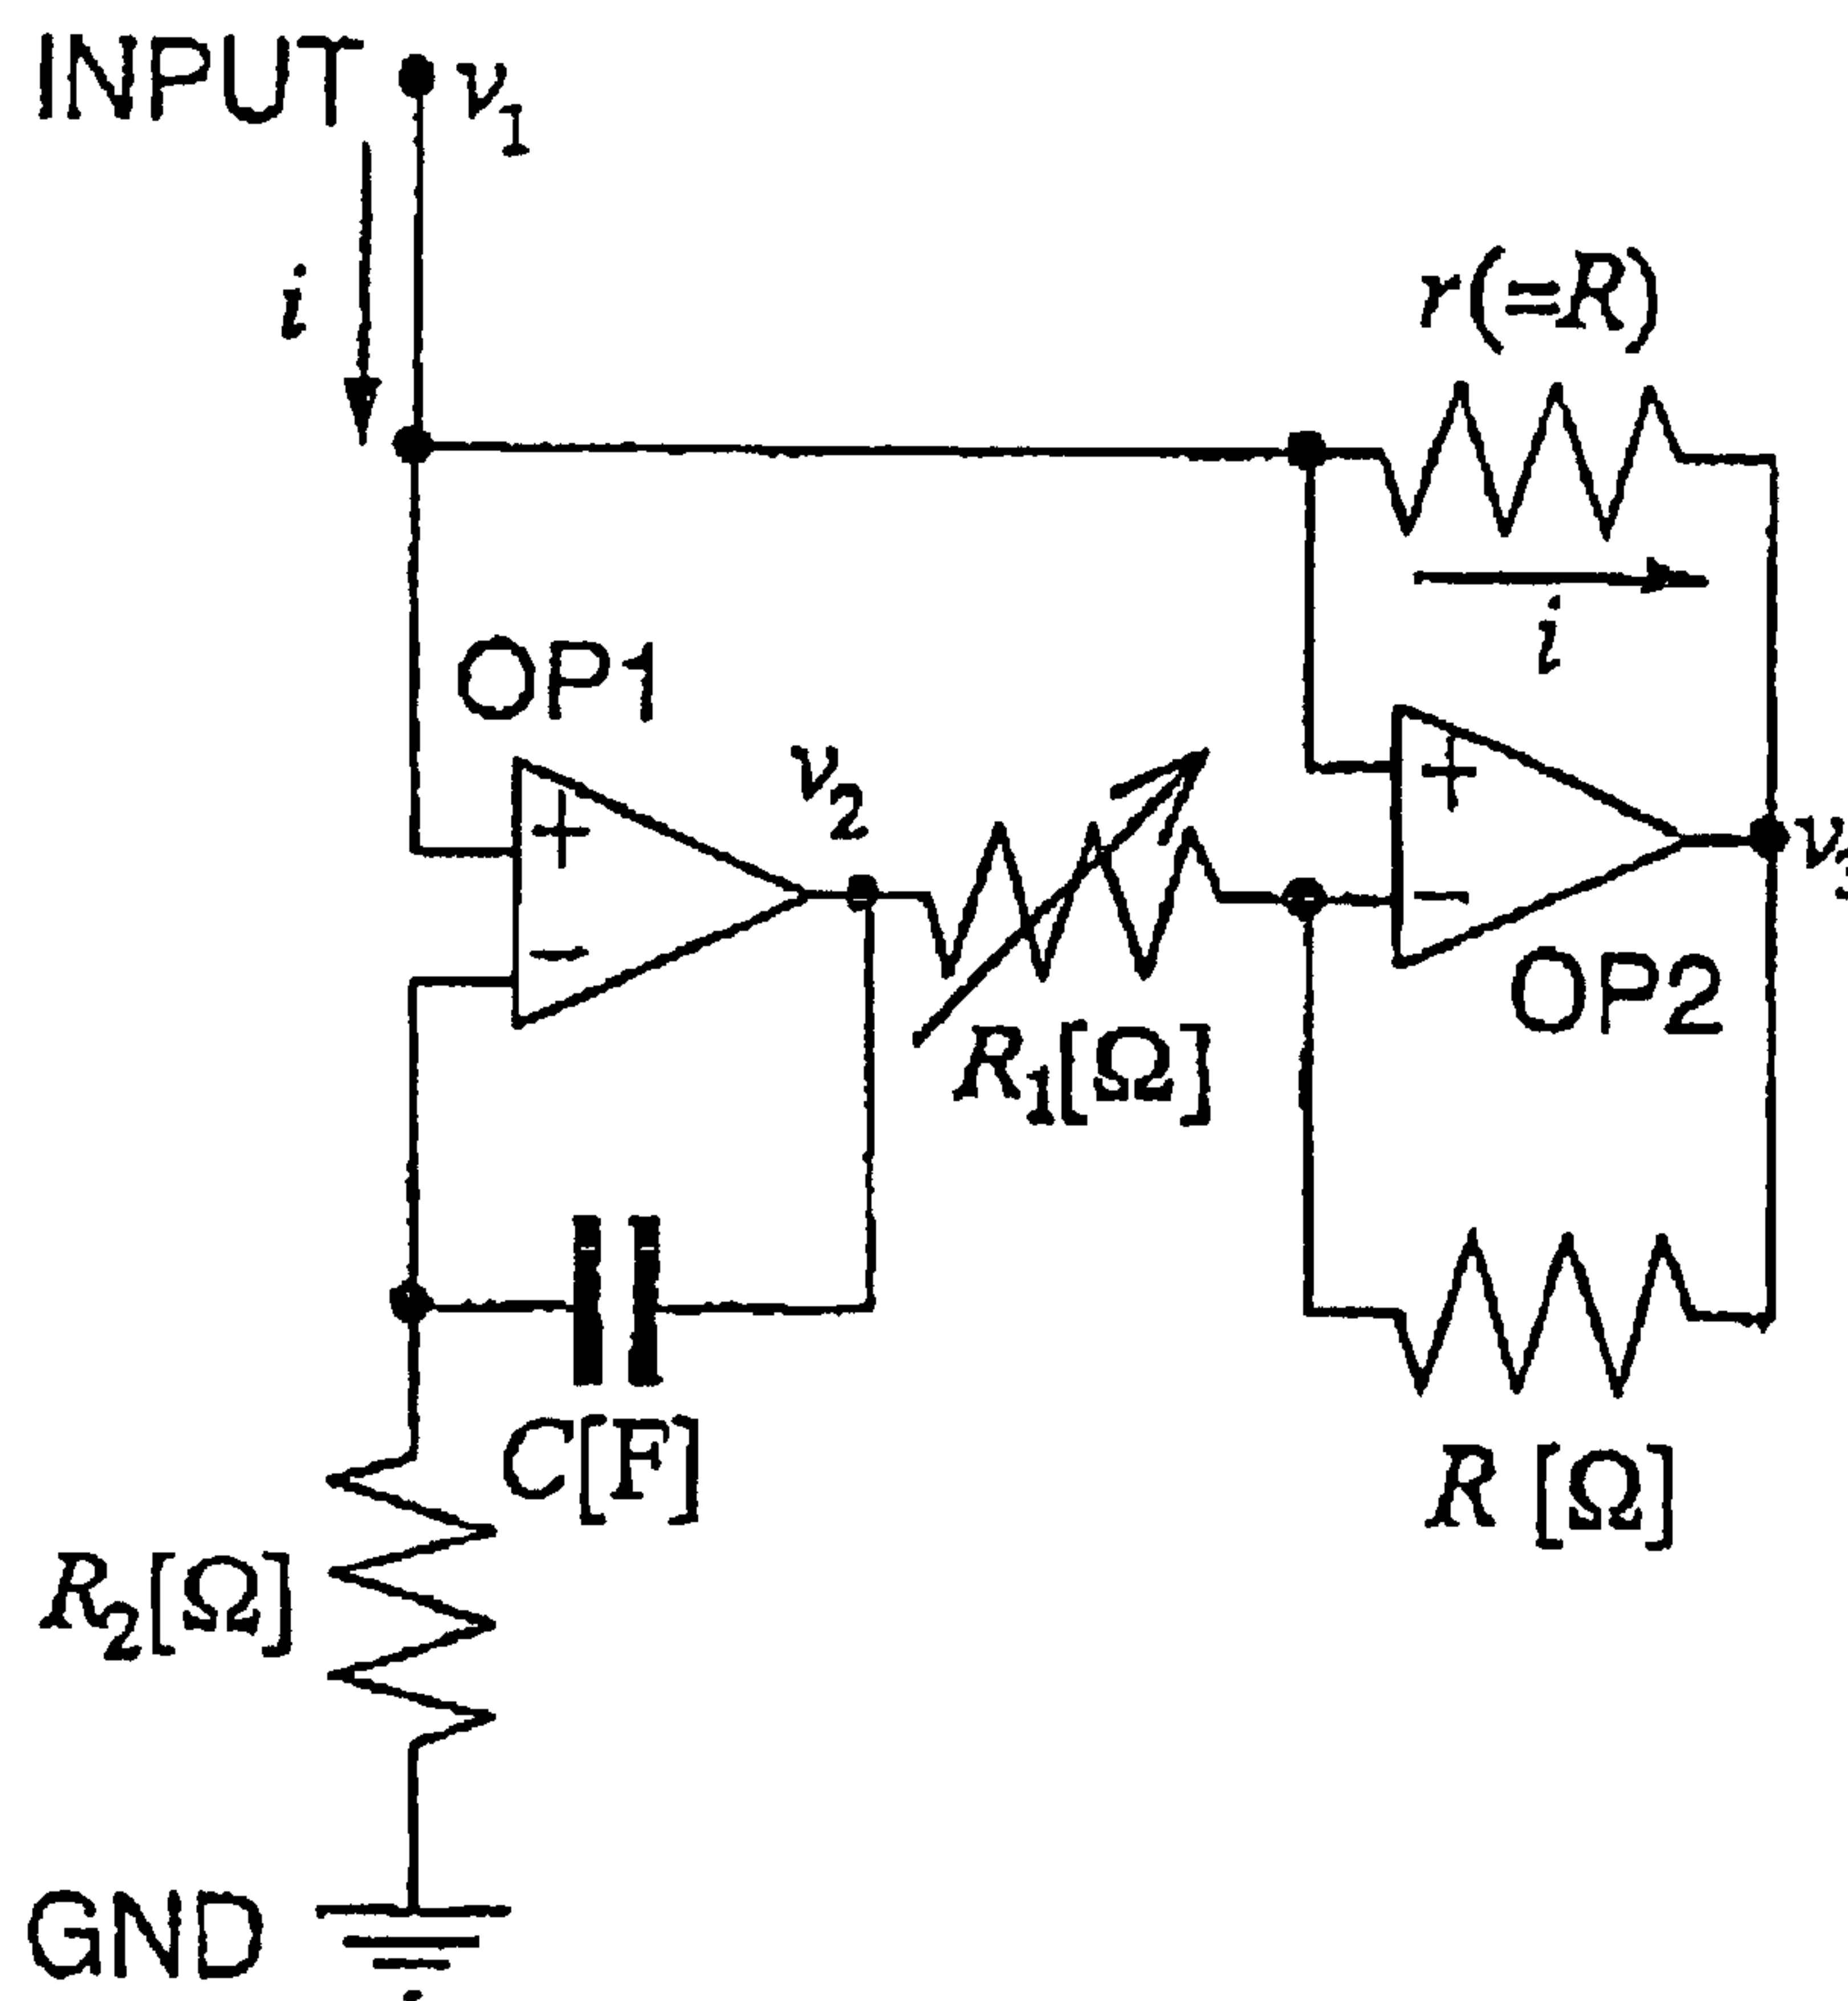 INPUT
v₁
i
r(=R)
i
OP1
+
−
v₂
R₁[Ω]
+
−
OP2
C[F]
R [Ω]
R₂[Ω]
GND